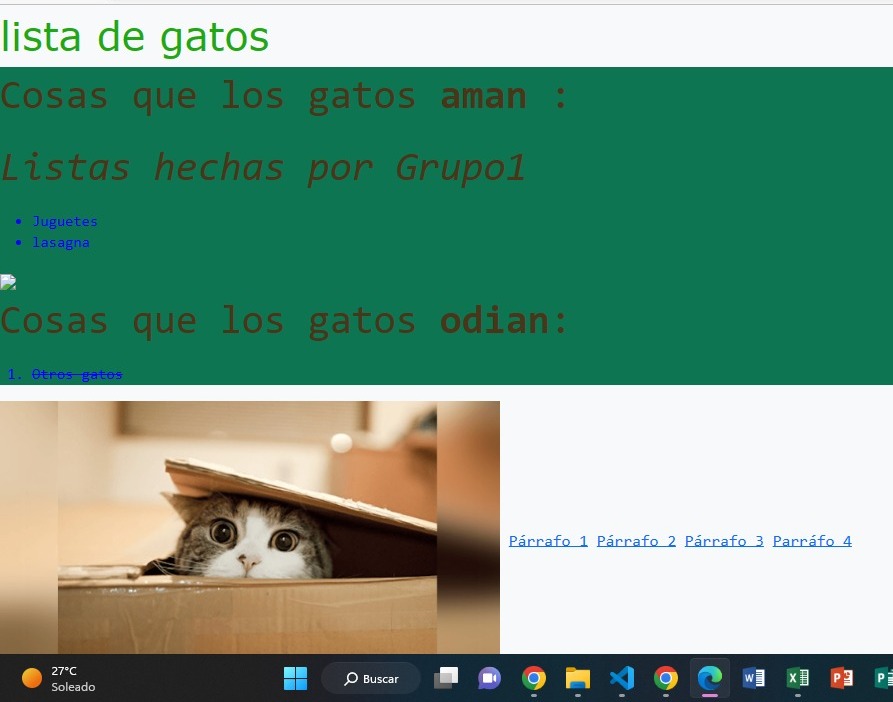 lista de gatos
Cosas que los gatos aman :
Listas hechas por Grupo1
• Juguetes
• lasagna
Cosas que los gatos odian:
1. Otros gatos
Párrafo 1 Párrafo 2 Párrafo 3 Parráfo 4
27°C
Soleado
Buscar
W
X
P
P